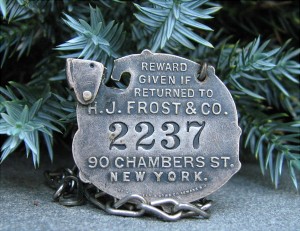 REWARD
GIVEN IF
RETURNED TO
H.J. FROST & CO.
2237
90 CHAMBERS ST.
NEW YORK.